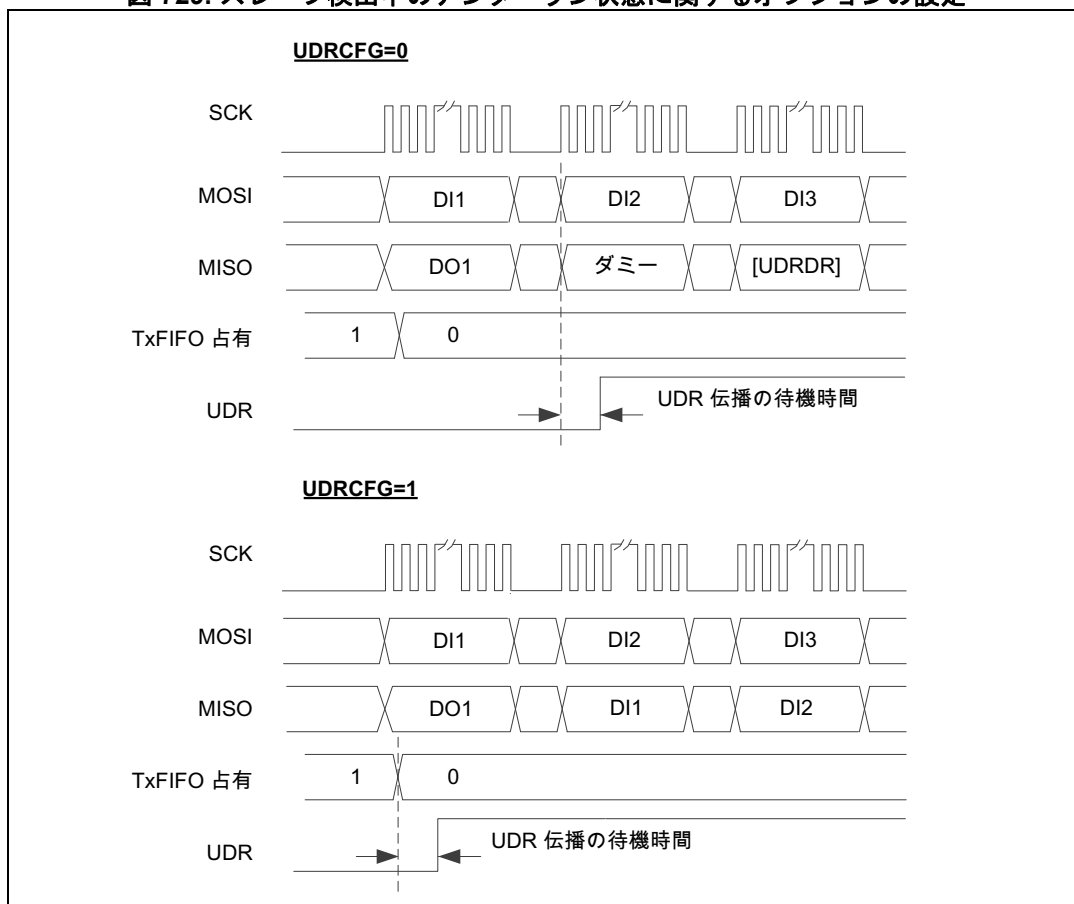 UDRCFG=0
SCK
MOSI DI1 DI2 DI3
MISO DO1 ダミー [UDRDR]
TxFIFO 占有 1 0
UDR UDR 伝播の待機時間
UDRCFG=1
SCK
MOSI DI1 DI2 DI3
MISO DO1 DI1 DI2
TxFIFO 占有 1 0
UDR UDR 伝播の待機時間